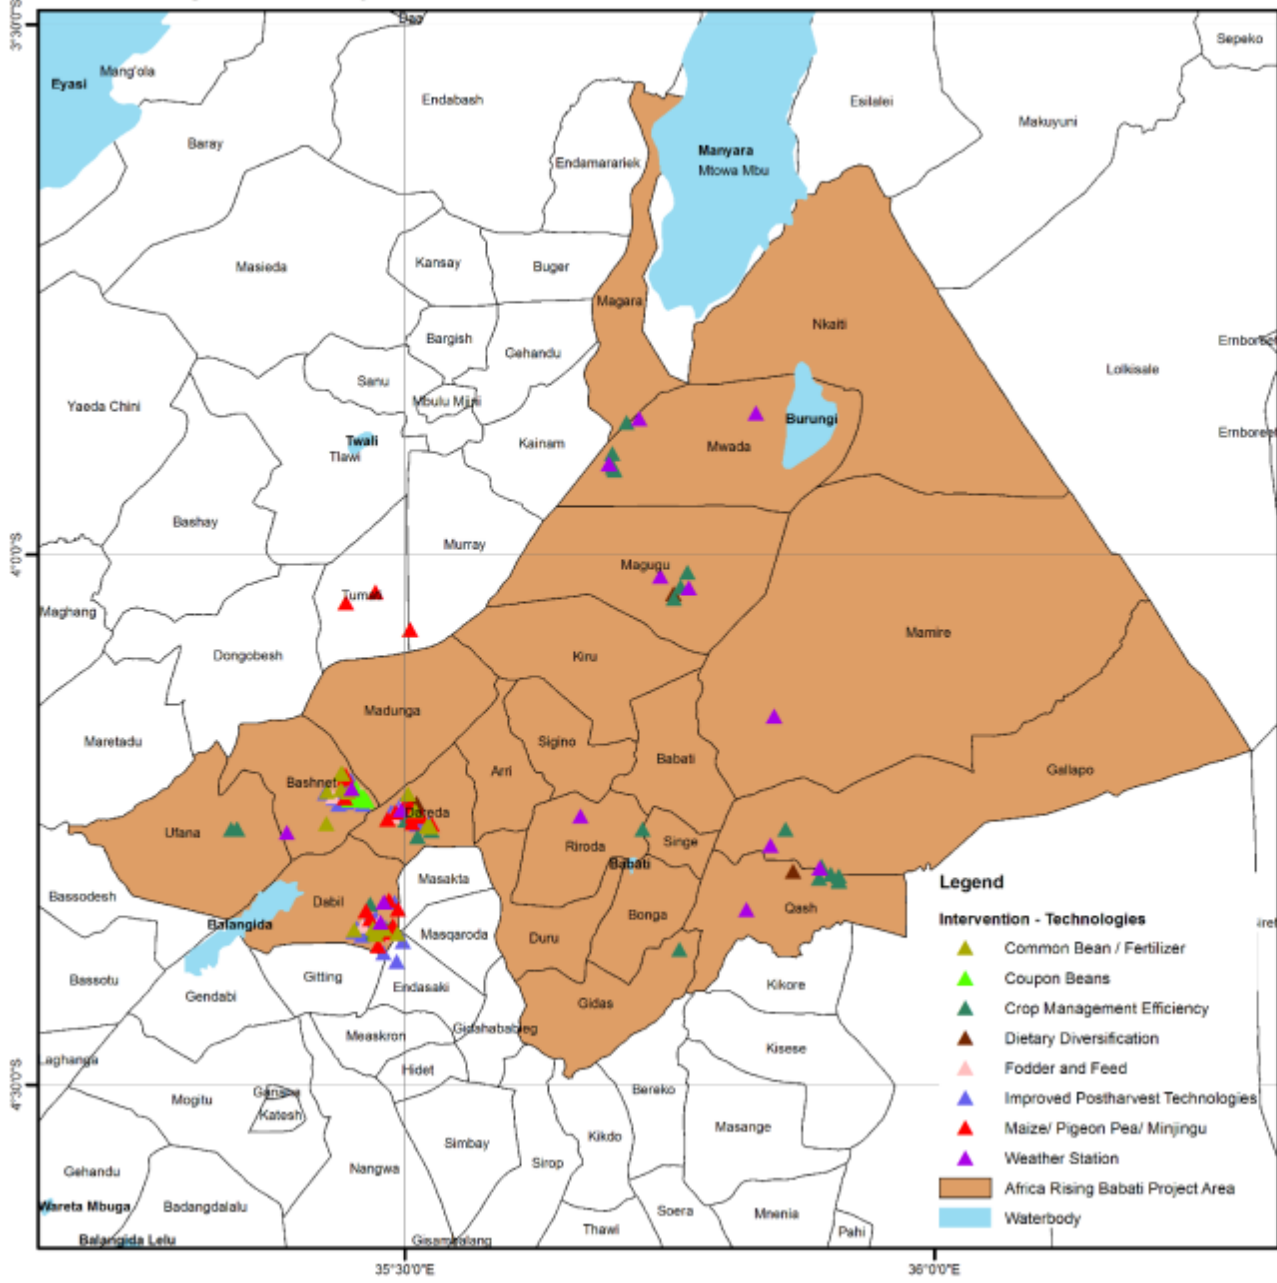 3°30'0"S
Daa
Sepeko
Mang'ola
Eyasi
Endabash
Esilalei
Makuyuni
Baray
Endamarariek
Manyara
Mtowa Mbu
Masieda
Kansay
Buger
Magara
Nkaiti
Bargish
Gehandu
Lolkisale
Sanu
Mbulu Mjini
Yaeda Chini
Twali
Tlawi
Kainam
Mwada
Burungi
Bashay
Murray
4°0'0"S
Magugu
Maghang
Dongobesh
Kiru
Mamire
Madunga
Maretadu
Sigino
Babati
Arri
Gallapo
Bashnet
Dareda
Ufana
Riroda
Singe
Babati
Masakta
Bassodesh
Dabil
Qash
Bonga
Balangida
Masqaroda
Duru
Bassotu
Gitting
Endasaki
Gendabi
Gidas
Kikore
Measkron
Gidahababieg
Kisese
Laghanga
Hidet
4°30'0"S
Bereko
Mogitu
Ganana
Katesh
Masange
Simbay
Kikdo
Sirop
Gehandu
Nangwa
Wareta Mbuga
Badangdalalu
Soera
Mnenia
Thawi
Pahi
Balangida Lelu
Legend
Intervention - Technologies
Common Bean / Fertilizer
Coupon Beans
Crop Management Efficiency
Dietary Diversification
Fodder and Feed
Improved Postharvest Technologies
Maize/ Pigeon Pea/ Minjingu
Weather Station
Africa Rising Babati Project Area
Waterbody
35°30'0"E
36°0'0"E